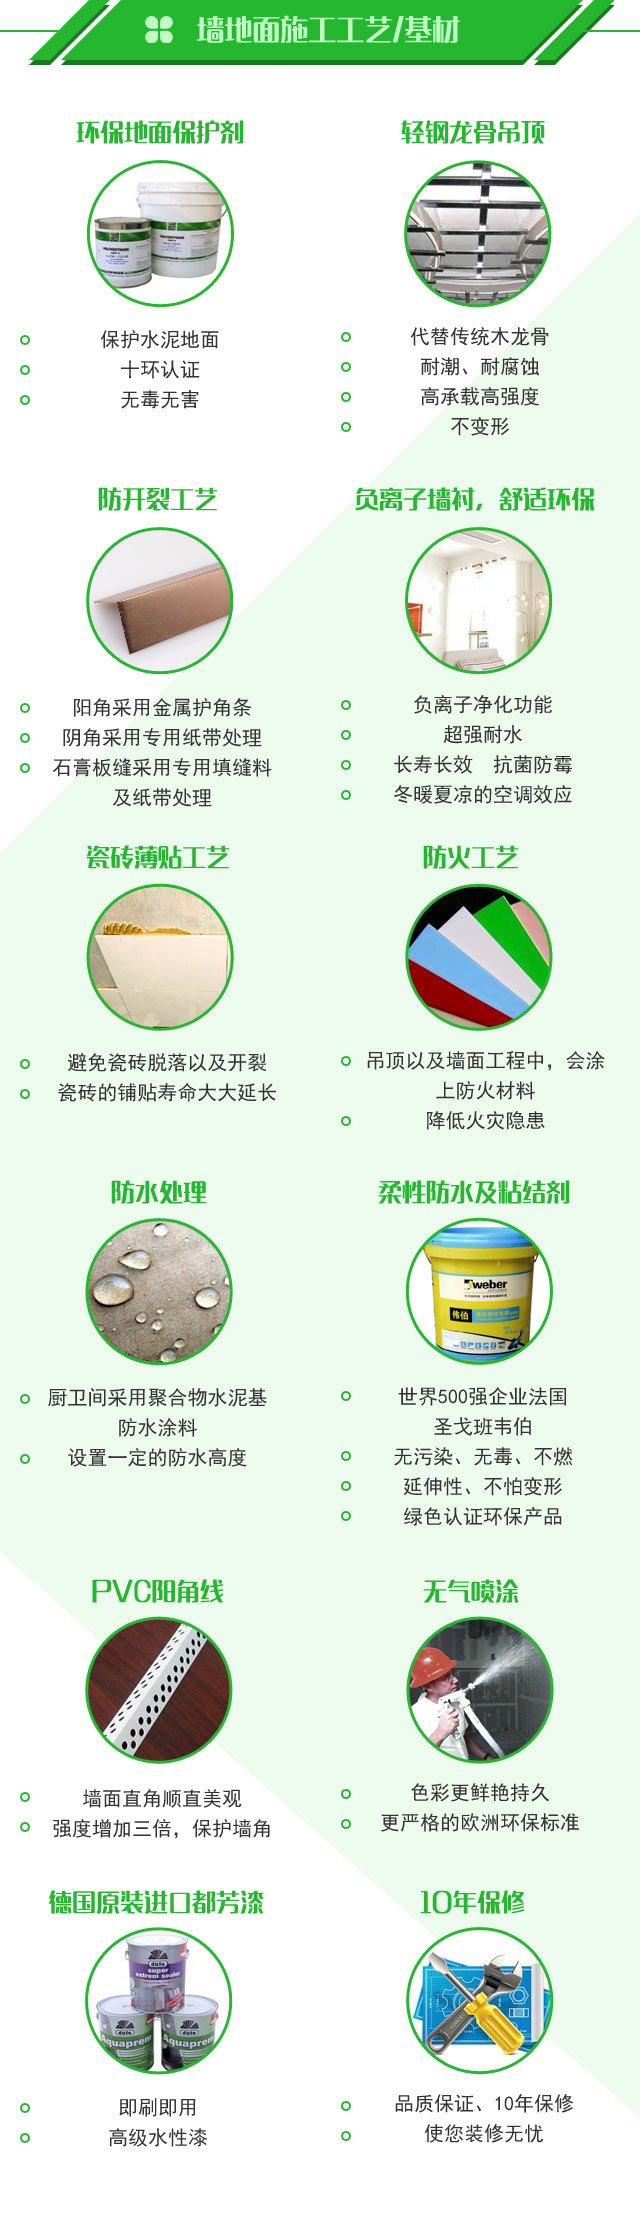 墙地面施工工艺/基材
环保地面保护剂
保护水泥地面
十环认证
无毒无害
轻钢龙骨吊顶
代替传统木龙骨
耐潮、耐腐蚀
高承载高强度
不变形
防开裂工艺
阳角采用金属护角条
阴角采用专用纸带处理
石膏板缝采用专用填缝料
及纸带处理
负离子墙衬，舒适环保
负离子净化功能
超强耐水
长寿长效 抗菌防霉
冬暖夏凉的空调效应
瓷砖薄贴工艺
避免瓷砖脱落以及开裂
瓷砖的铺贴寿命大大延长
防火工艺
吊顶以及墙面工程中，会涂
上防火材料
降低火灾隐患
防水处理
厨卫间采用聚合物水泥基
防水涂料
设置一定的防水高度
柔性防水及粘结剂
weber
伟伯
世界500强企业法国
圣戈班韦伯
无污染、无毒、不燃
延伸性、不怕变形
绿色认证环保产品
PVC阳角线
墙面直角顺直美观
强度增加三倍，保护墙角
无气喷涂
色彩更鲜艳持久
更严格的欧洲环保标准
德国原装进口都芳漆
düfa
super
extrem sealer
düfa
Aquaprem
düfa
Aquaprem
即刷即用
高级水性漆
10年保修
品质保证、10年保修
使您装修无忧